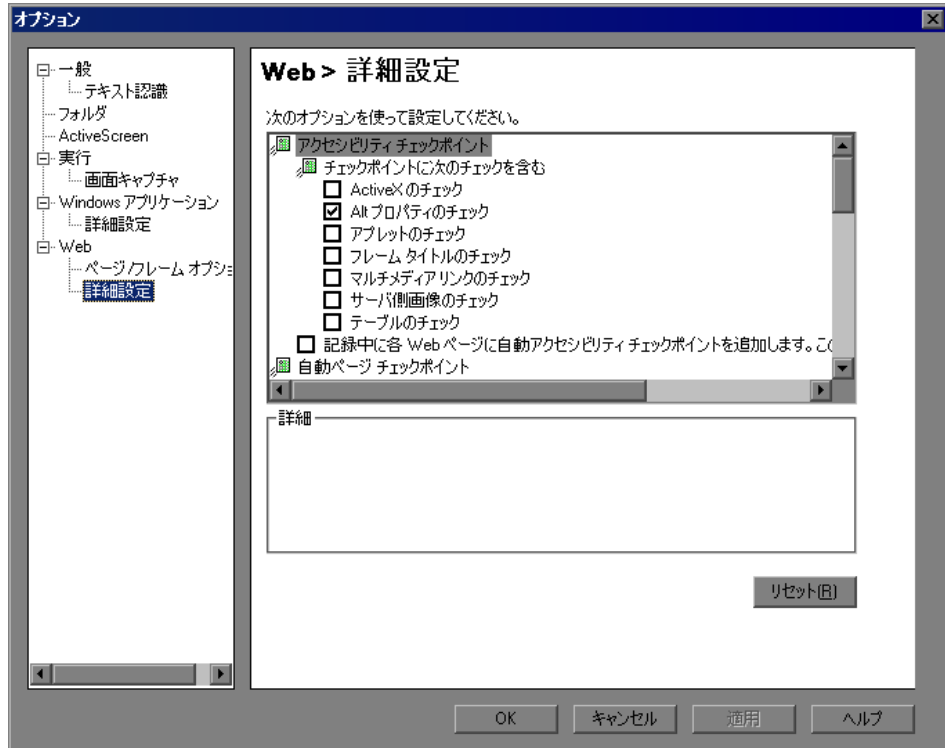 オプション
一般
テキスト認識
フォルダ
ActiveScreen
実行
画面キャプチャ
Windows アプリケーション
詳細設定
Web
ページ/フレーム オプショ
詳細設定
Web > 詳細設定
次のオプションを使って設定してください。
アクセシビリティ チェックポイント
チェックポイントに次のチェックを含む
ActiveX のチェック
Alt プロパティのチェック
アプレットのチェック
フレーム タイトルのチェック
マルチメディア リンクのチェック
サーバ側画像のチェック
テーブルのチェック
記録中に各 Web ページに自動アクセシビリティ チェックポイントを追加します。この
自動ページ チェックポイント
詳細
リセット(R)
OK
キャンセル
適用
ヘルプ